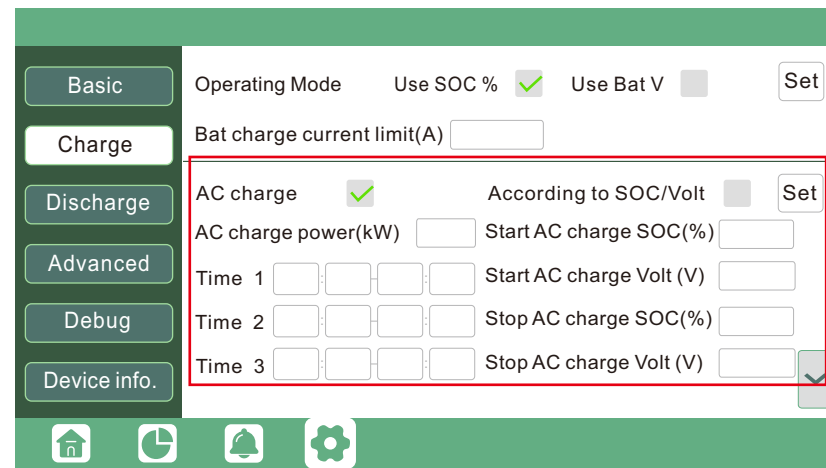 Basic
Charge
Discharge
Advanced
Debug
Device info.
Operating Mode Use SOC % Use Bat V Set
Bat charge current limit(A)
AC charge According to SOC/Volt Set
AC charge power(kW) Start AC charge SOC(%)
Time 1 : - : Start AC charge Volt (V)
Time 2 : - : Stop AC charge SOC(%)
Time 3 : - : Stop AC charge Volt (V)